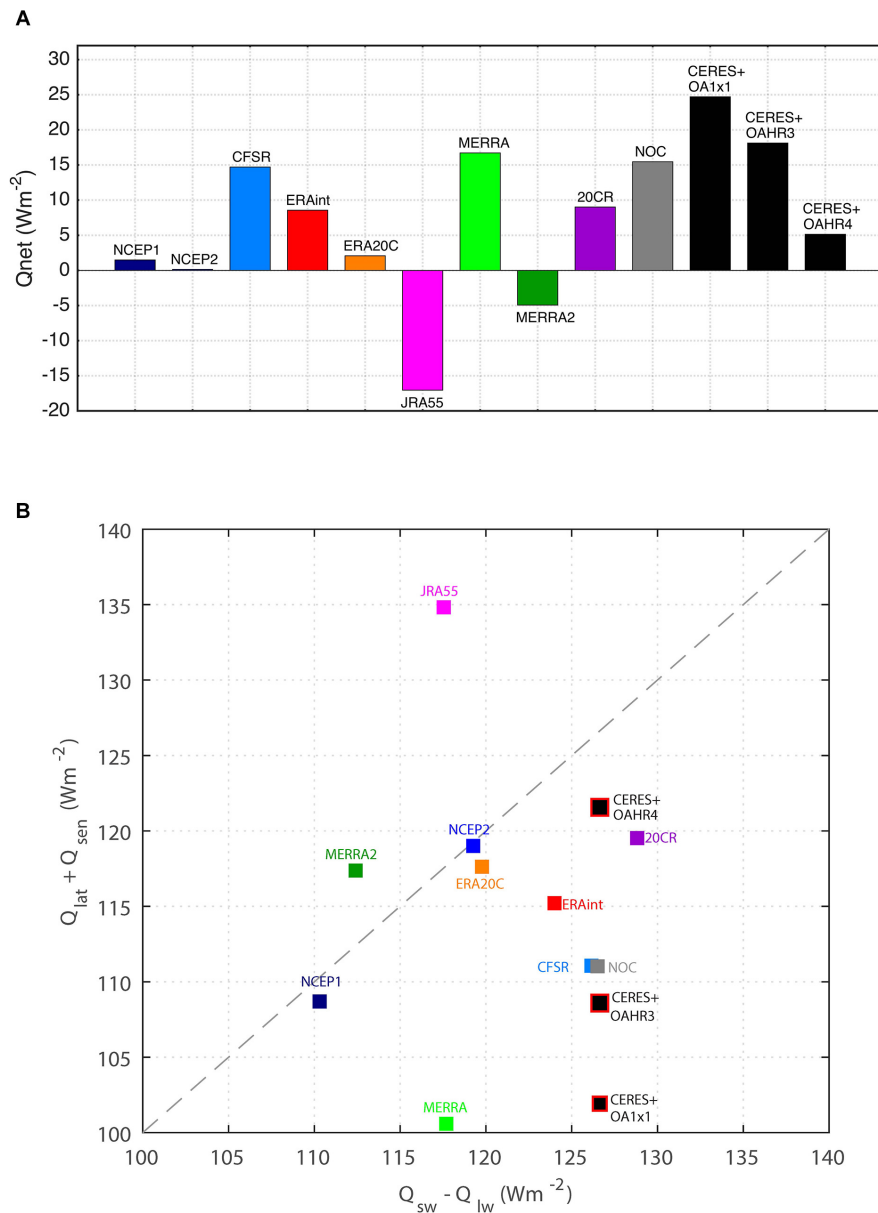 A
Qnet (Wm-2)
30
25
20
15
10
5
0
-5
-10
-15
-20
NCEP1
NCEP2
CFSR
ERAint
ERA20C
JRA55
MERRA
MERRA2
20CR
NOC
CERES+
OA1x1
CERES+
OAHR3
CERES+
OAHR4
B
Qlat + Qsen (Wm-2)
140
135
130
125
120
115
110
105
100
JRA55
CERES+
OAHR4
NCEP2
20CR
MERRA2
ERA20C
ERAint
CFSR
NOC
NCEP1
CERES+
OAHR3
MERRA
CERES+
OA1x1
100 105 110 115 120 125 130 135 140
Qsw - Qlw (Wm-2)